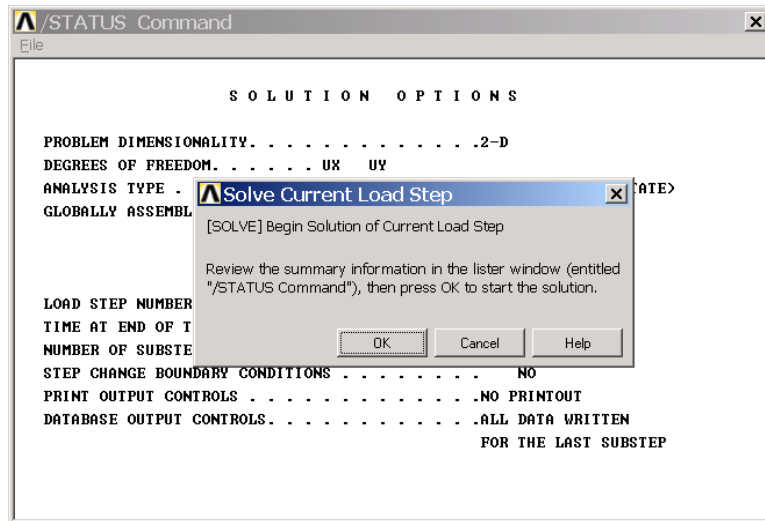 /STATUS Command
File
S O L U T I O N   O P T I O N S
PROBLEM DIMENSIONALITY. . . . . . . . . . . . .2-D
DEGREES OF FREEDOM. . . . . . UX   UY
ANALYSIS TYPE .
ATE)
GLOBALLY ASSEMBL
Solve Current Load Step
[SOLVE] Begin Solution of Current Load Step
Review the summary information in the lister window (entitled
"/STATUS Command"), then press OK to start the solution.
OK Cancel Help
LOAD STEP NUMBER
TIME AT END OF T
NUMBER OF SUBSTE
STEP CHANGE BOUNDARY CONDITIONS . . . . . . . .   NO
PRINT OUTPUT CONTROLS . . . . . . . . . . . . .NO PRINTOUT
DATABASE OUTPUT CONTROLS. . . . . . . . . . . .ALL DATA WRITTEN
FOR THE LAST SUBSTEP